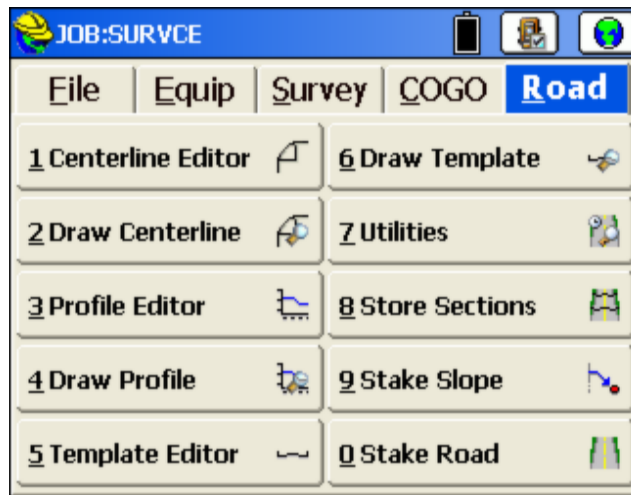 JOB:SURVCE
File Equip Survey COGO Road
1 Centerline Editor
2 Draw Centerline
3 Profile Editor
4 Draw Profile
5 Template Editor
6 Draw Template
7 Utilities
8 Store Sections
9 Stake Slope
0 Stake Road